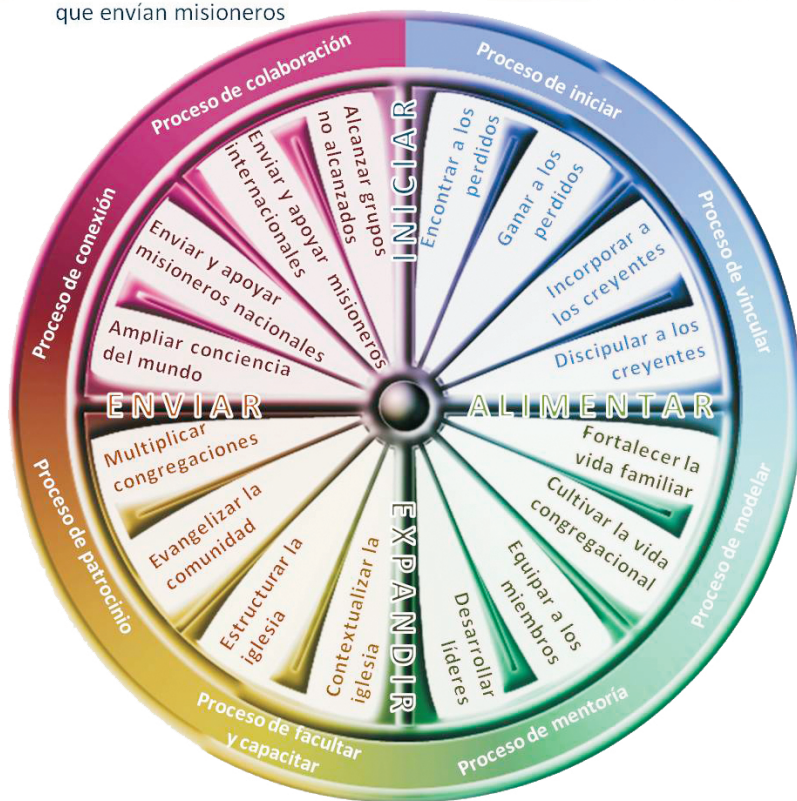 que envían misioneros
Proceso de colaboración
Proceso de iniciar
Proceso de conexión
Proceso de vincular
Proceso de patrocinio
Proceso de modelar
Proceso de facultar
y capacitar
Proceso de mentoría
INICIAR
ALIMENTAR
EXPANDIR
ENVIAR
Encontrar a los
perdidos
Ganar a los
perdidos
Incorporar a
los creyentes
Discipular a los
creyentes
Fortalecer la
vida familiar
Cultivar la vida
congregacional
Equipar a los
miembros
Desarrollar
líderes
Contextualizar la
iglesia
Estructurar la
iglesia
Evangelizar la
comunidad
Multiplicar
congregaciones
Ampliar conciencia
del mundo
Enviar y apoyar
misioneros nacionales
Enviar y apoyar misioneros
internacionales
Alcanzar grupos
no alcanzados